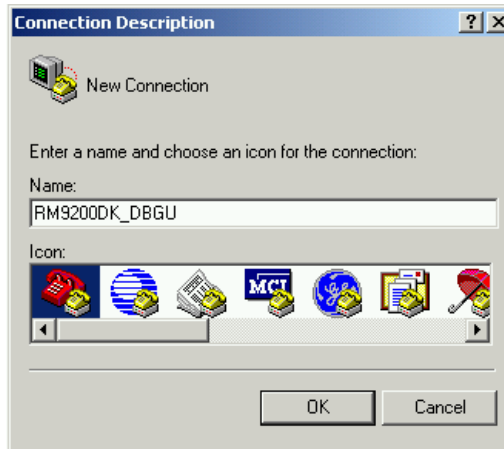 Connection Description
New Connection
Enter a name and choose an icon for the connection:
Name:
RM9200DK_DBGU
Icon:
MCI
OK
Cancel